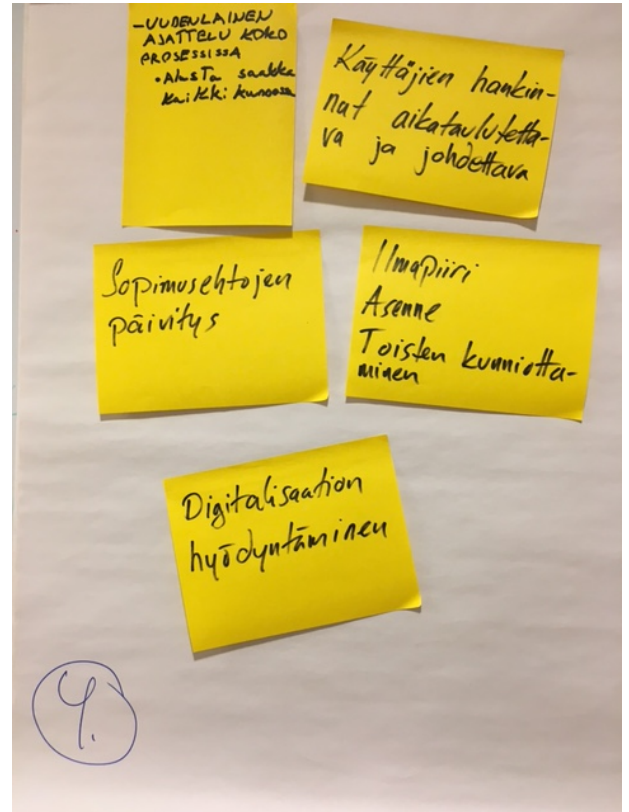 -UUDENLAINEN
AJATTELU KOKO
PROSESSISSA
• Alusta saakka
kaikki kunnossa
Käyttäjien hankin-
nat aikataulutetta-
va ja johdettava
Sopimusehtojen
päivitys
Ilmapiiri
Asenne
Toisten kunniotta-
minen
Digitalisaation
hyödyntäminen
4.